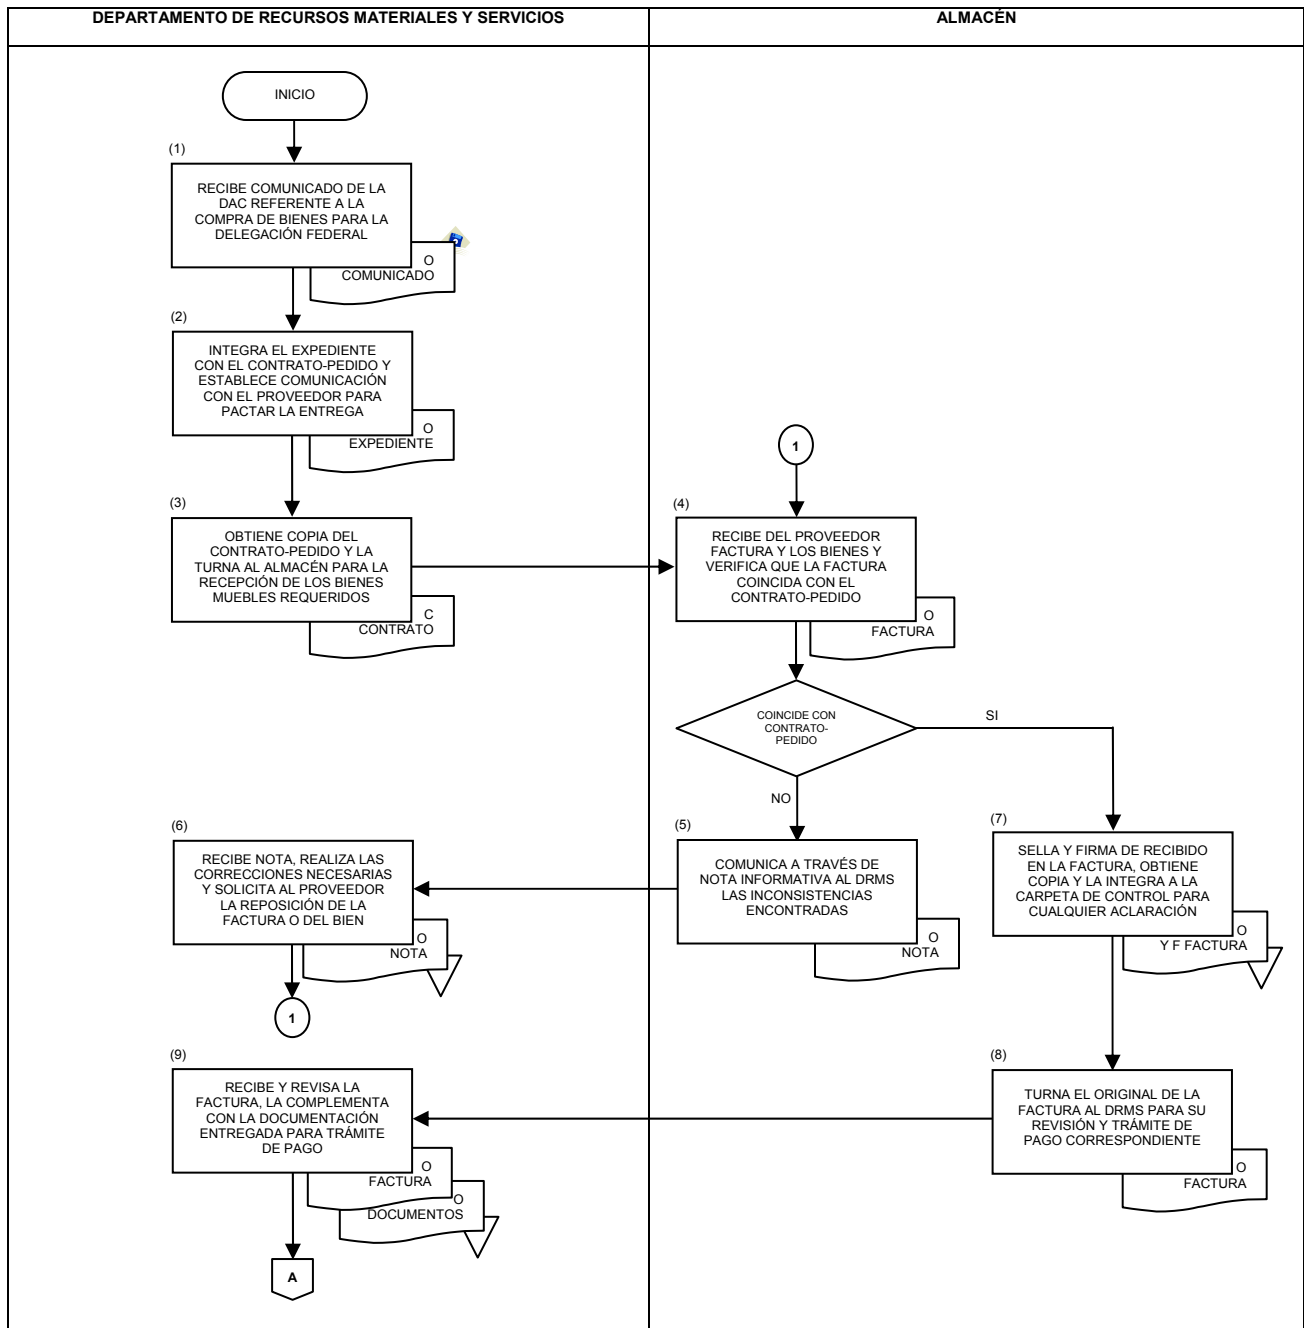 DEPARTAMENTO DE RECURSOS MATERIALES Y SERVICIOS
ALMACÉN
INICIO
(1)
RECIBE COMUNICADO DE LA
DAC REFERENTE A LA
COMPRA DE BIENES PARA LA
DELEGACIÓN FEDERAL
O
COMUNICADO
(2)
INTEGRA EL EXPEDIENTE
CON EL CONTRATO-PEDIDO Y
ESTABLECE COMUNICACIÓN
CON EL PROVEEDOR PARA
PACTAR LA ENTREGA
O
EXPEDIENTE
(3)
OBTIENE COPIA DEL
CONTRATO-PEDIDO Y LA
TURNA AL ALMACÉN PARA LA
RECEPCIÓN DE LOS BIENES
MUEBLES REQUERIDOS
C
CONTRATO
1
(4)
RECIBE DEL PROVEEDOR
FACTURA Y LOS BIENES Y
VERIFICA QUE LA FACTURA
COINCIDA CON EL
CONTRATO-PEDIDO
O
FACTURA
COINCIDE CON
CONTRATO-
PEDIDO
SI
NO
(5)
COMUNICA A TRAVÉS DE
NOTA INFORMATIVA AL DRMS
LAS INCONSISTENCIAS
ENCONTRADAS
O
NOTA
(6)
RECIBE NOTA, REALIZA LAS
CORRECCIONES NECESARIAS
Y SOLICITA AL PROVEEDOR
LA REPOSICIÓN DE LA
FACTURA O DEL BIEN
O
NOTA
1
(7)
SELLA Y FIRMA DE RECIBIDO
EN LA FACTURA, OBTIENE
COPIA Y LA INTEGRA A LA
CARPETA DE CONTROL PARA
CUALQUIER ACLARACIÓN
O
Y F FACTURA
(8)
TURNA EL ORIGINAL DE LA
FACTURA AL DRMS PARA SU
REVISIÓN Y TRÁMITE DE
PAGO CORRESPONDIENTE
O
FACTURA
(9)
RECIBE Y REVISA LA
FACTURA, LA COMPLEMENTA
CON LA DOCUMENTACIÓN
ENTREGADA PARA TRÁMITE
DE PAGO
O
FACTURA
O
DOCUMENTOS
A